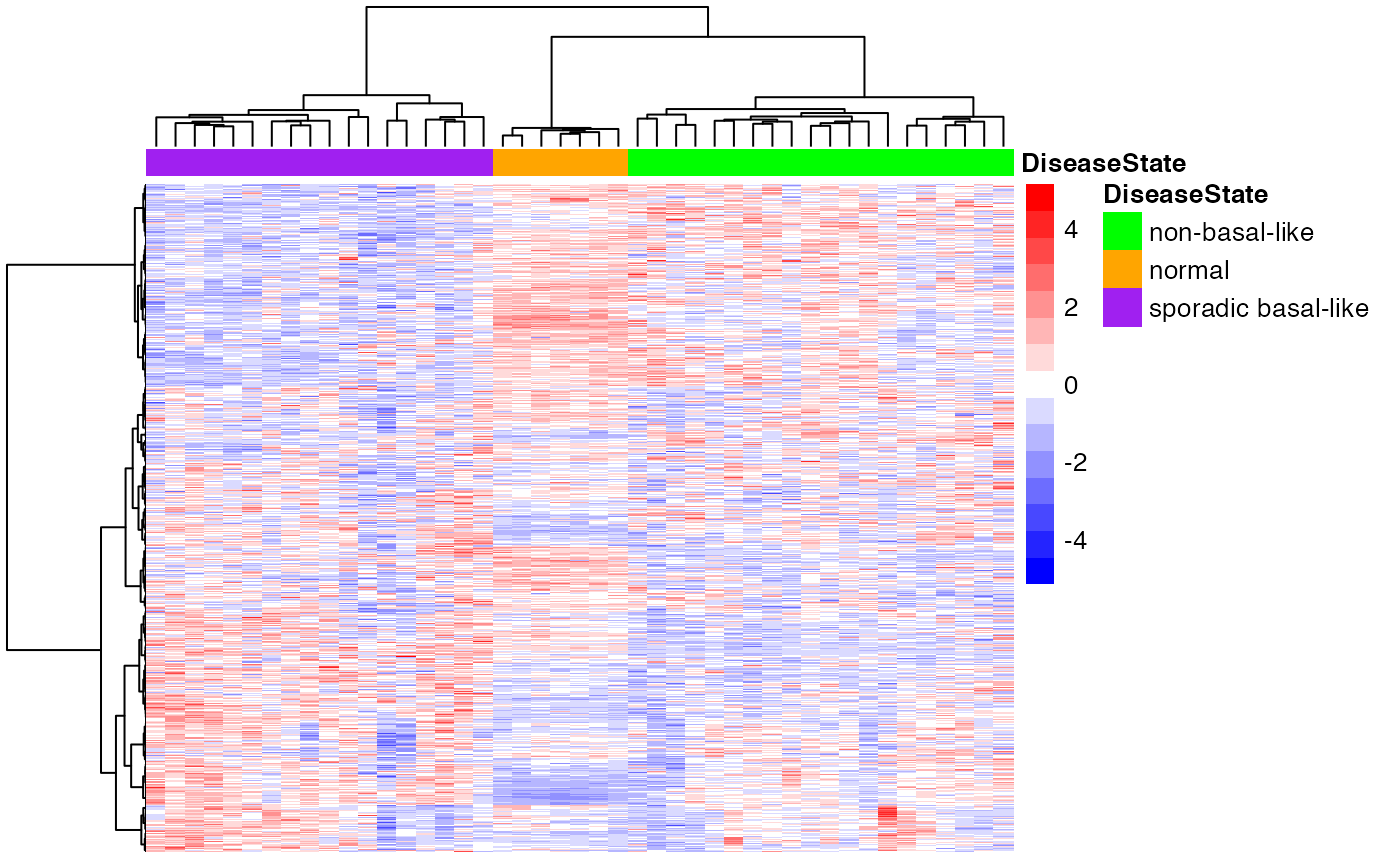 DiseaseState
4
2
0
-2
-4
DiseaseState
non-basal-like
normal
sporadic basal-like